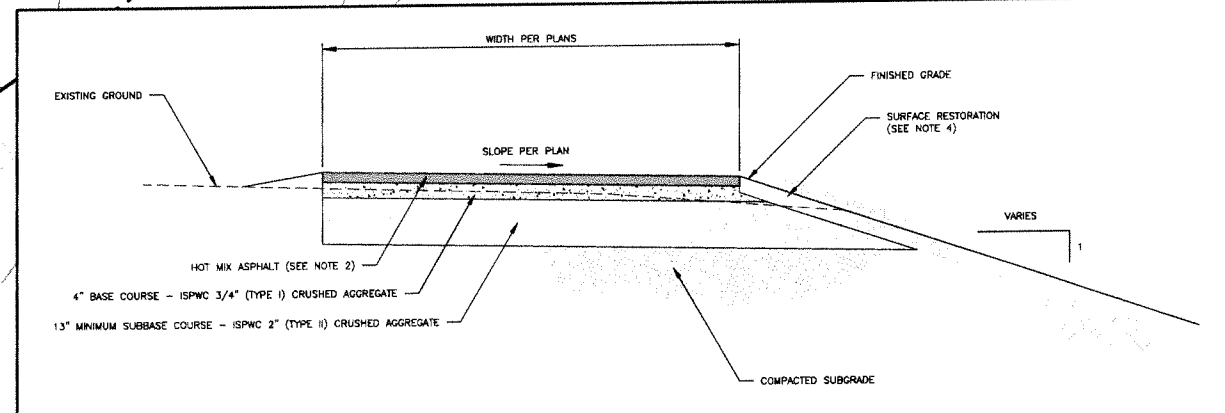 WIDTH PER PLANS
FINISHED GRADE
EXISTING GROUND
SURFACE RESTORATION
(SEE NOTE 4)
SLOPE PER PLAN
VARIES
1
HOT MIX ASPHALT (SEE NOTE 2)
4" BASE COURSE - ISPWC 3/4" (TYPE I) CRUSHED AGGREGATE
13" MINIMUM SUBBASE COURSE - ISPWC 2" (TYPE II) CRUSHED AGGREGATE
COMPACTED SUBGRADE